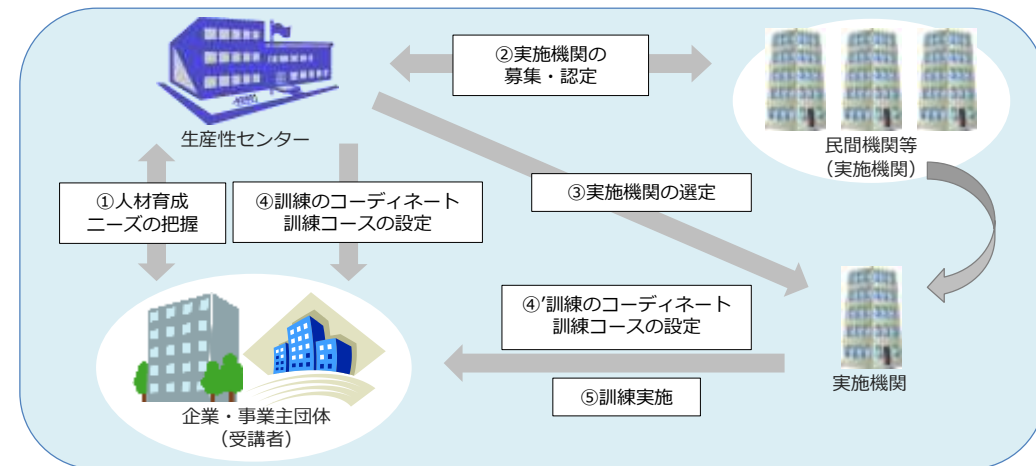 ②実施機関の
募集・認定
生産性センター
民間機関等
（実施機関）
①人材育成
ニーズの把握
④訓練のコーディネート
訓練コースの設定
③実施機関の選定
④’訓練のコーディネート
訓練コースの設定
実施機関
⑤訓練実施
企業・事業主団体
（受講者）